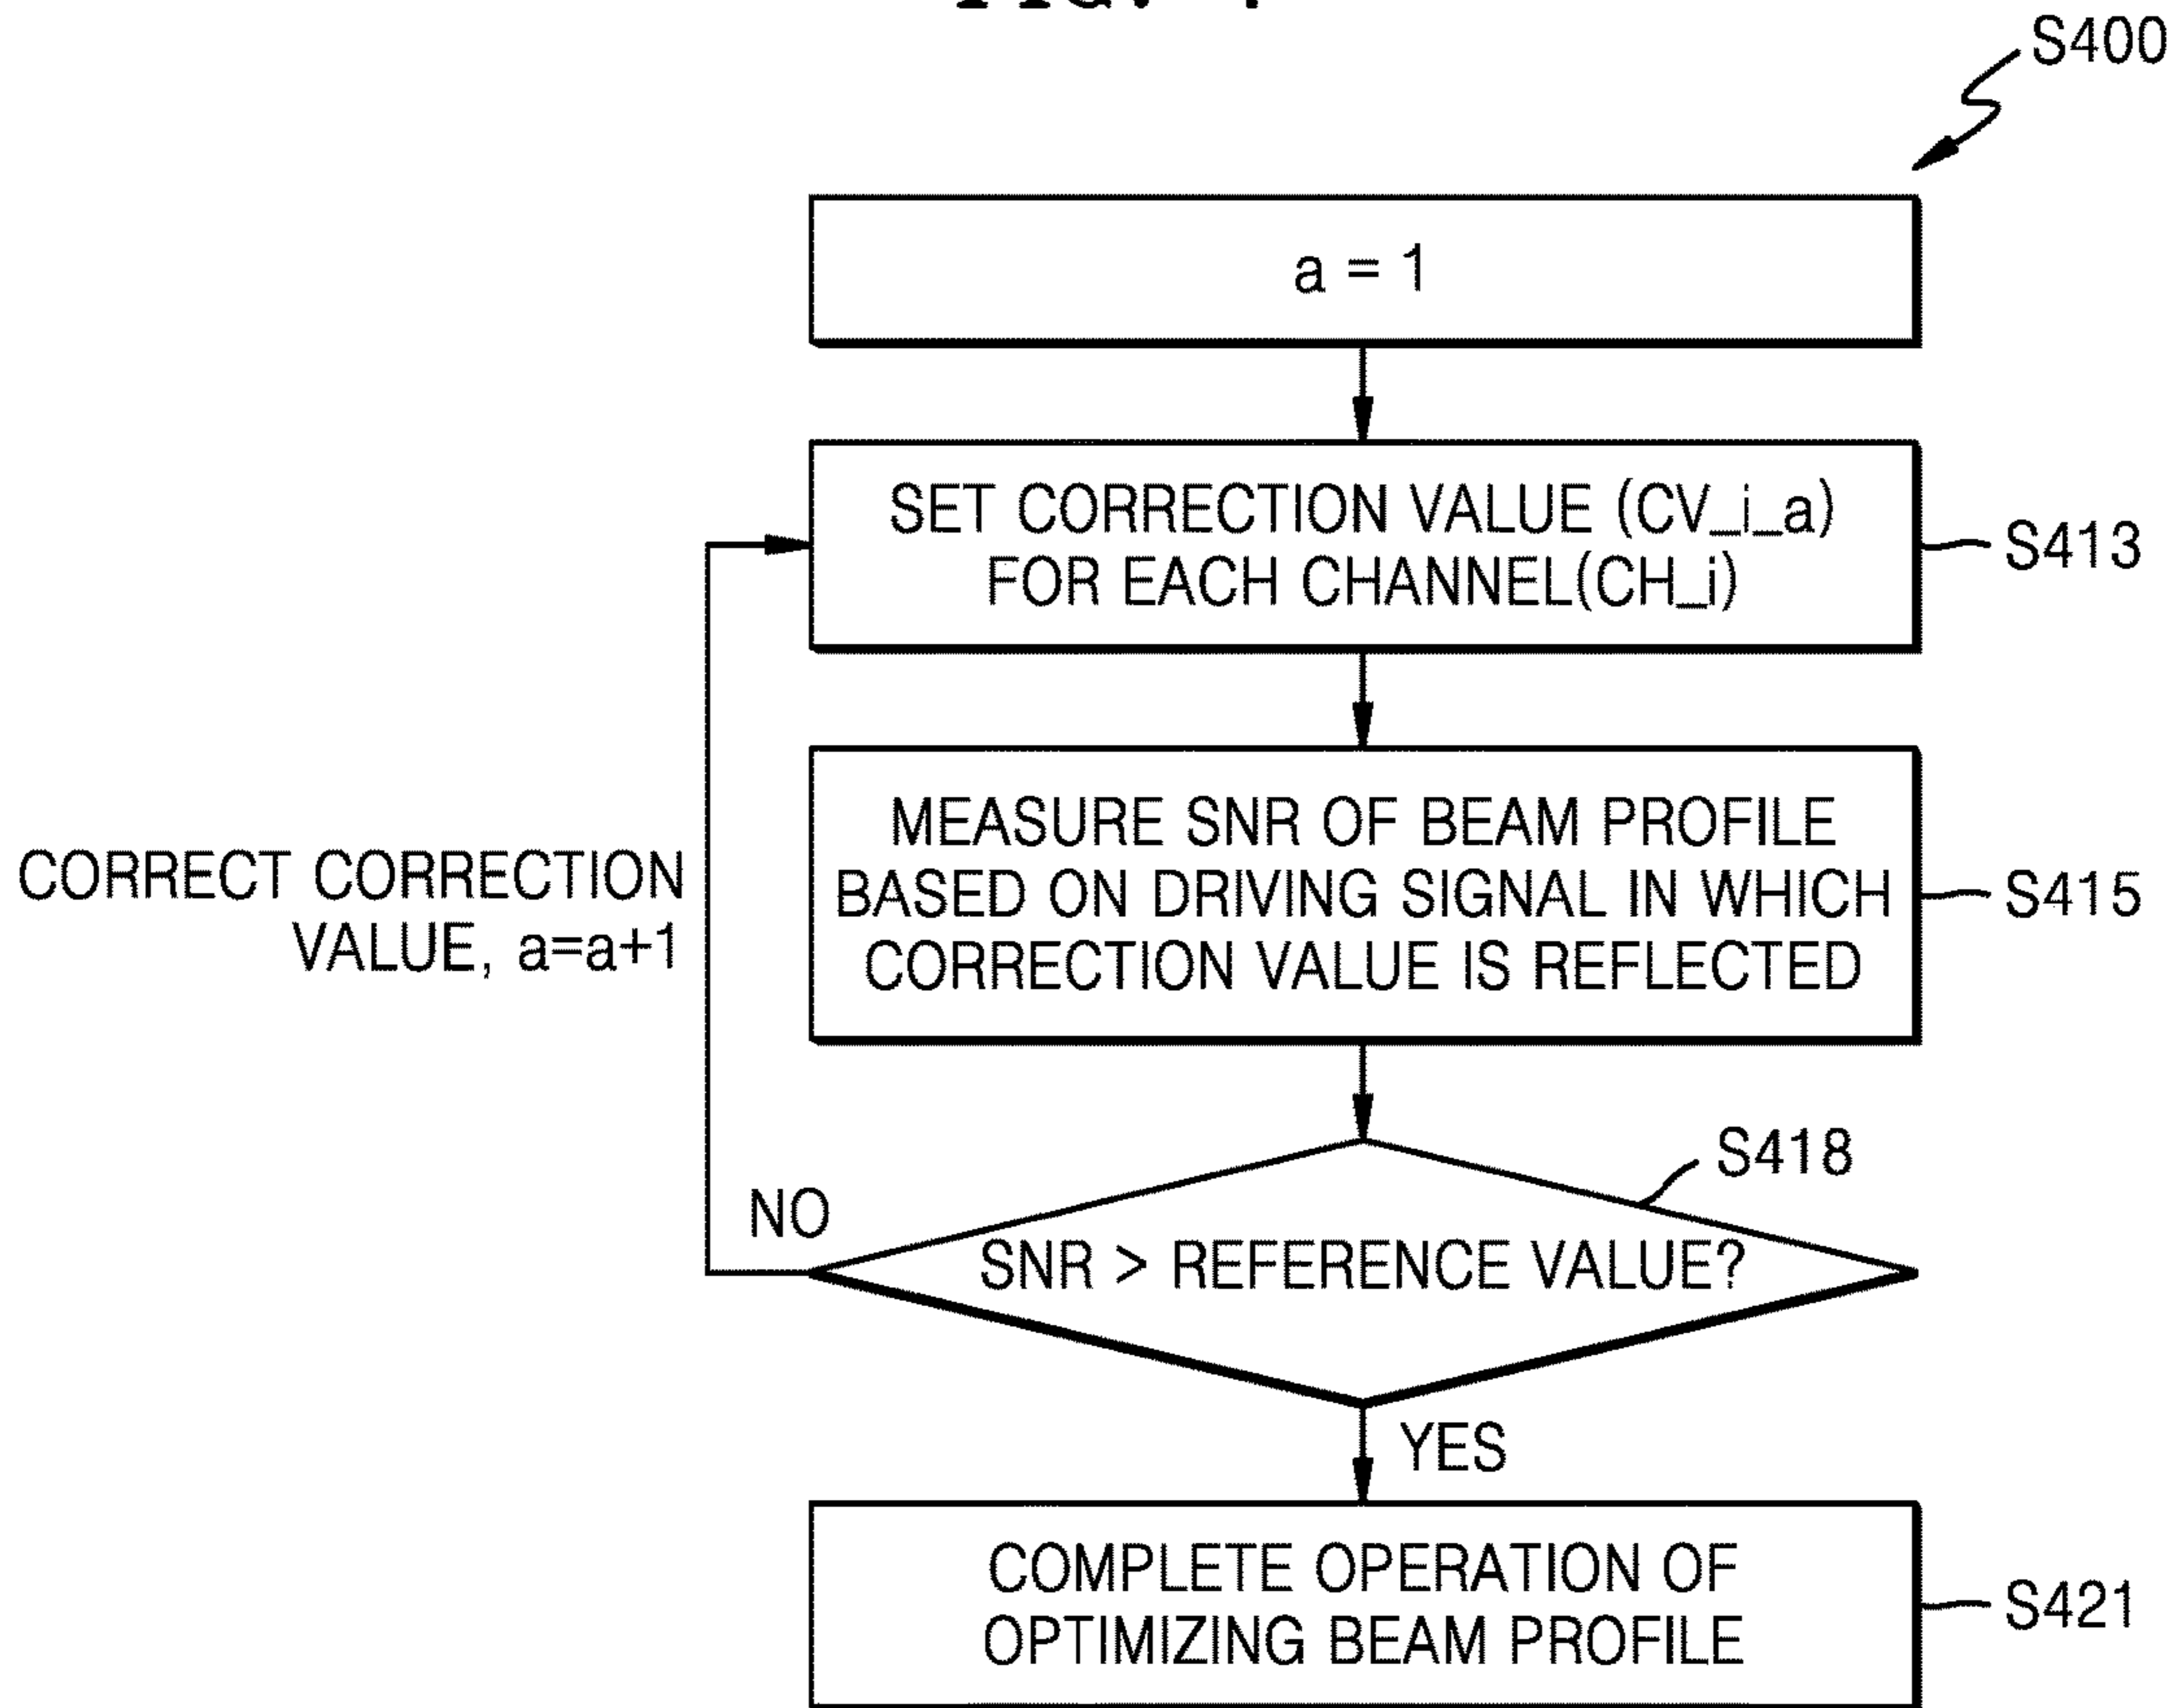 S400
a = 1
SET CORRECTION VALUE (CV_i_a)
FOR EACH CHANNEL(CH_i)
S413
MEASURE SNR OF BEAM PROFILE
BASED ON DRIVING SIGNAL IN WHICH
CORRECTION VALUE IS REFLECTED
S415
CORRECT CORRECTION
VALUE, a=a+1
S418
NO
SNR > REFERENCE VALUE?
YES
COMPLETE OPERATION OF
OPTIMIZING BEAM PROFILE
S421